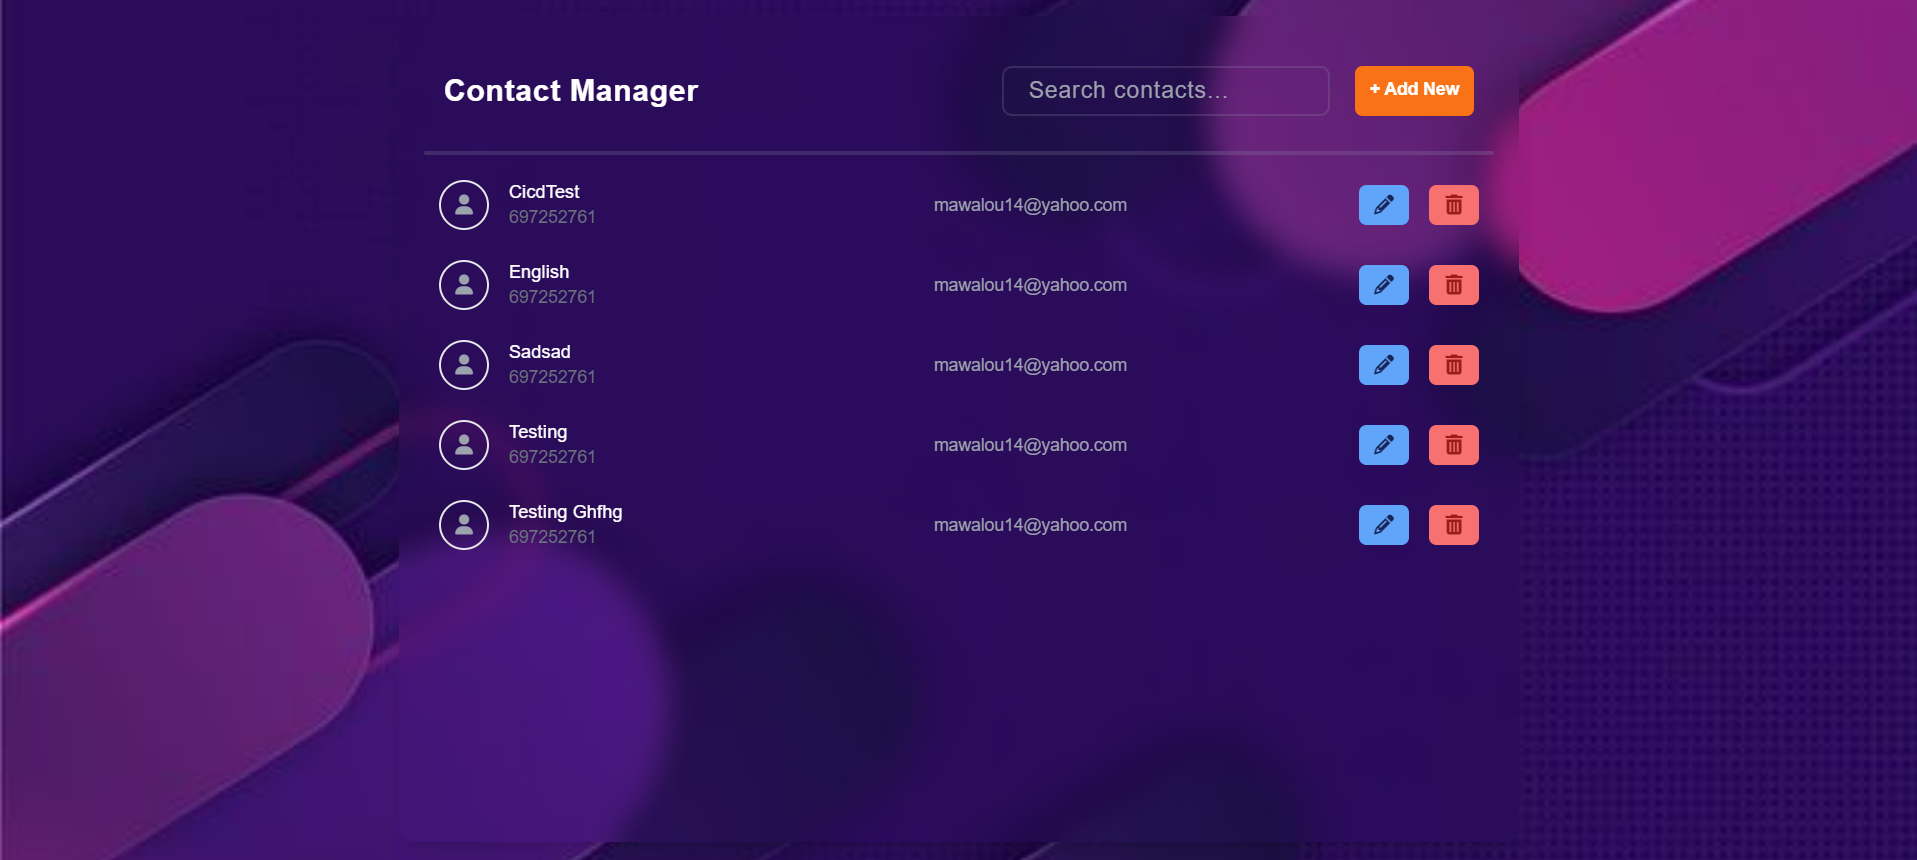 Contact Manager
Search contacts...
+ Add New
CicdTest
697252761
mawalou14@yahoo.com
English
697252761
mawalou14@yahoo.com
Sadsad
697252761
mawalou14@yahoo.com
Testing
697252761
mawalou14@yahoo.com
Testing Ghfhg
697252761
mawalou14@yahoo.com